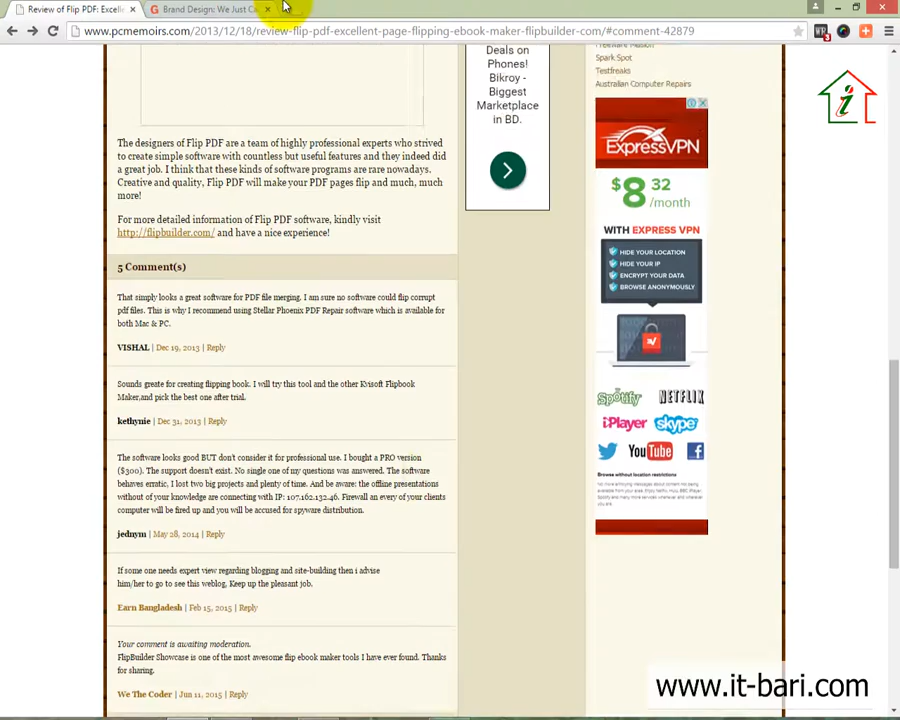 Review of Flip PDF: Excell
Brand Design: We Just C
www.pcmemoirs.com/2013/12/18/review-flip-pdf-excellent-page-flipping-ebook-maker-flipbuilder-com/#comment-42879
The designers of Flip PDF are a team of highly professional experts who strived
to create simple software with countless but useful features and they indeed did
a great job. I think that these kinds of software programs are rare nowadays.
Creative and quality, Flip PDF will make your PDF pages flip and much, much
more!
For more detailed information of Flip PDF software, kindly visit
http://flipbuilder.com/ and have a nice experience!
5 Comment(s)
That simply looks a great software for PDF file merging. I am sure no software could flip corrupt
pdf files. This is why I recommend using Stellar Phoenix PDF Repair software which is available for
both Mac & PC.
VISHAL | Dec 19, 2013 | Reply
Sounds greate for creating flipping book. I will try this tool and the other Kvisoft Flipbook
Maker,and pick the best one after trial.
kethynie | Dec 31, 2013 | Reply
The software looks good BUT don't consider it for professional use. I bought a PRO version
($300). The support doesn't exist. No single one of my questions was answered. The software
behaves erratic, I lost two big projects and plenty of time. And be aware: the offline presentations
without of your knowledge are connecting with IP: 107.162.132.46. Firewall an every of your clients
computer will be fired up and you will be accused for spyware distribution.
jednym | May 28, 2014 | Reply
If some one needs expert view regarding blogging and site-building then i advise
him/her to go to see this weblog, Keep up the pleasant job.
Earn Bangladesh | Feb 15, 2015 | Reply
Your comment is awaiting moderation.
FlipBuilder Showcase is one of the most awesome flip ebook maker tools I have ever found. Thanks
for sharing.
We The Coder | Jun 11, 2015 | Reply
Deals on
Phones!
Bikroy -
Biggest
Marketplace
in BD.
Spark Spot
Testfreaks
Australian Computer Repairs
ExpressVPN
$8 32
/month
WITH EXPRESS VPN
HIDE YOUR LOCATION
HIDE YOUR IP
ENCRYPT YOUR DATA
BROWSE ANONYMOUSLY
Spotify NETFLIX
iPlayer skype
YouTube f
Browse without location restrictions
i
www.it-bari.com